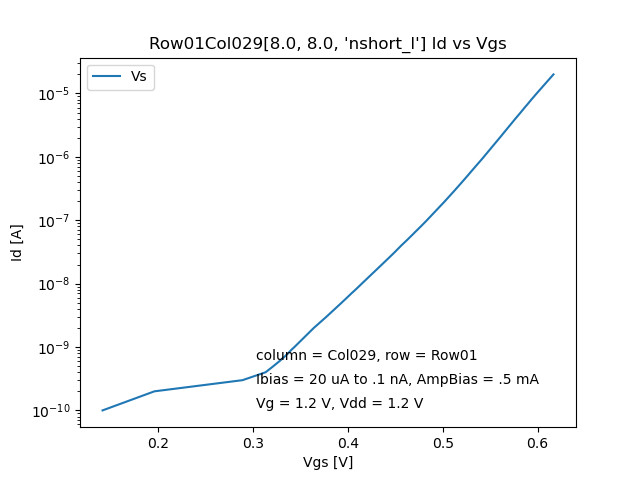 Row01Col029[8.0, 8.0, 'nshort_l'] Id vs Vgs
Vs
10^-5
10^-6
10^-7
10^-8
10^-9
10^-10
Id [A]
column = Col029, row = Row01
Ibias = 20 uA to .1 nA, AmpBias = .5 mA
Vg = 1.2 V, Vdd = 1.2 V
0.2 0.3 0.4 0.5 0.6
Vgs [V]